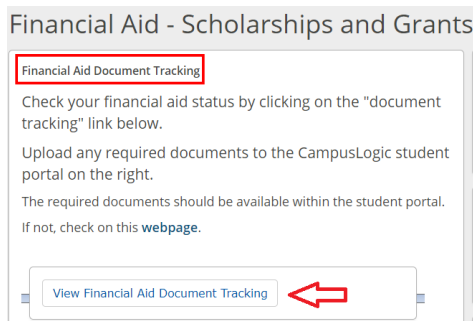 Financial Aid - Scholarships and Grants
Financial Aid Document Tracking
Check your financial aid status by clicking on the "document
tracking" link below.
Upload any required documents to the CampusLogic student
portal on the right.
The required documents should be available within the student portal.
If not, check on this webpage.
View Financial Aid Document Tracking